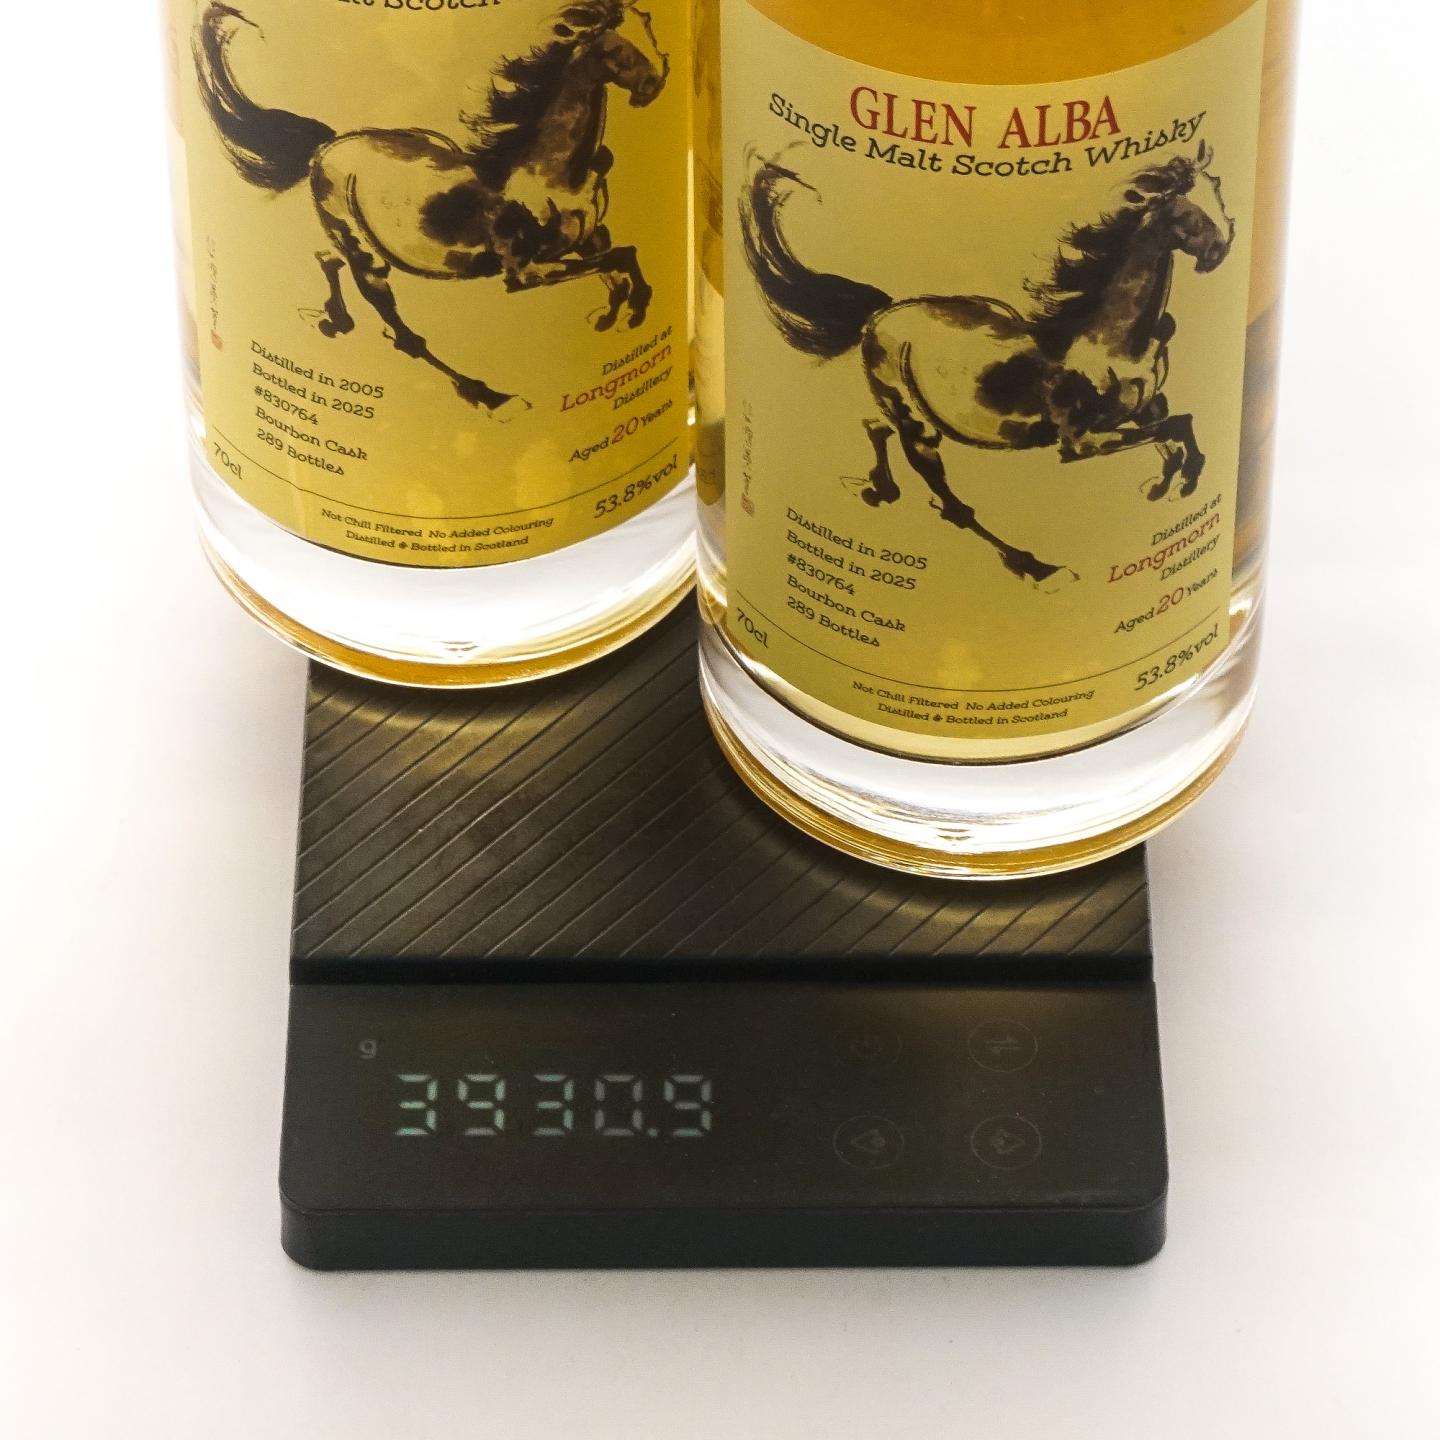 lt Scotch
Distilled in 2005
Bottled in 2025
#830764
Bourbon Cask
289 Bottles
Distilled at
Longmorn
Distillery
Aged 20 Years
70cl
53.8%vol
Not Chill Filtered No Added Colouring
Distilled & Bottled in Scotland
GLEN ALBA
Single Malt Scotch Whisky
Distilled in 2005
Bottled in 2025
#830764
Bourbon Cask
289 Bottles
Distilled at
Longmorn
Distillery
Aged 20 Years
70cl
53.8%vol
Not Chill Filtered No Added Colouring
Distilled & Bottled in Scotland
g
3930.9